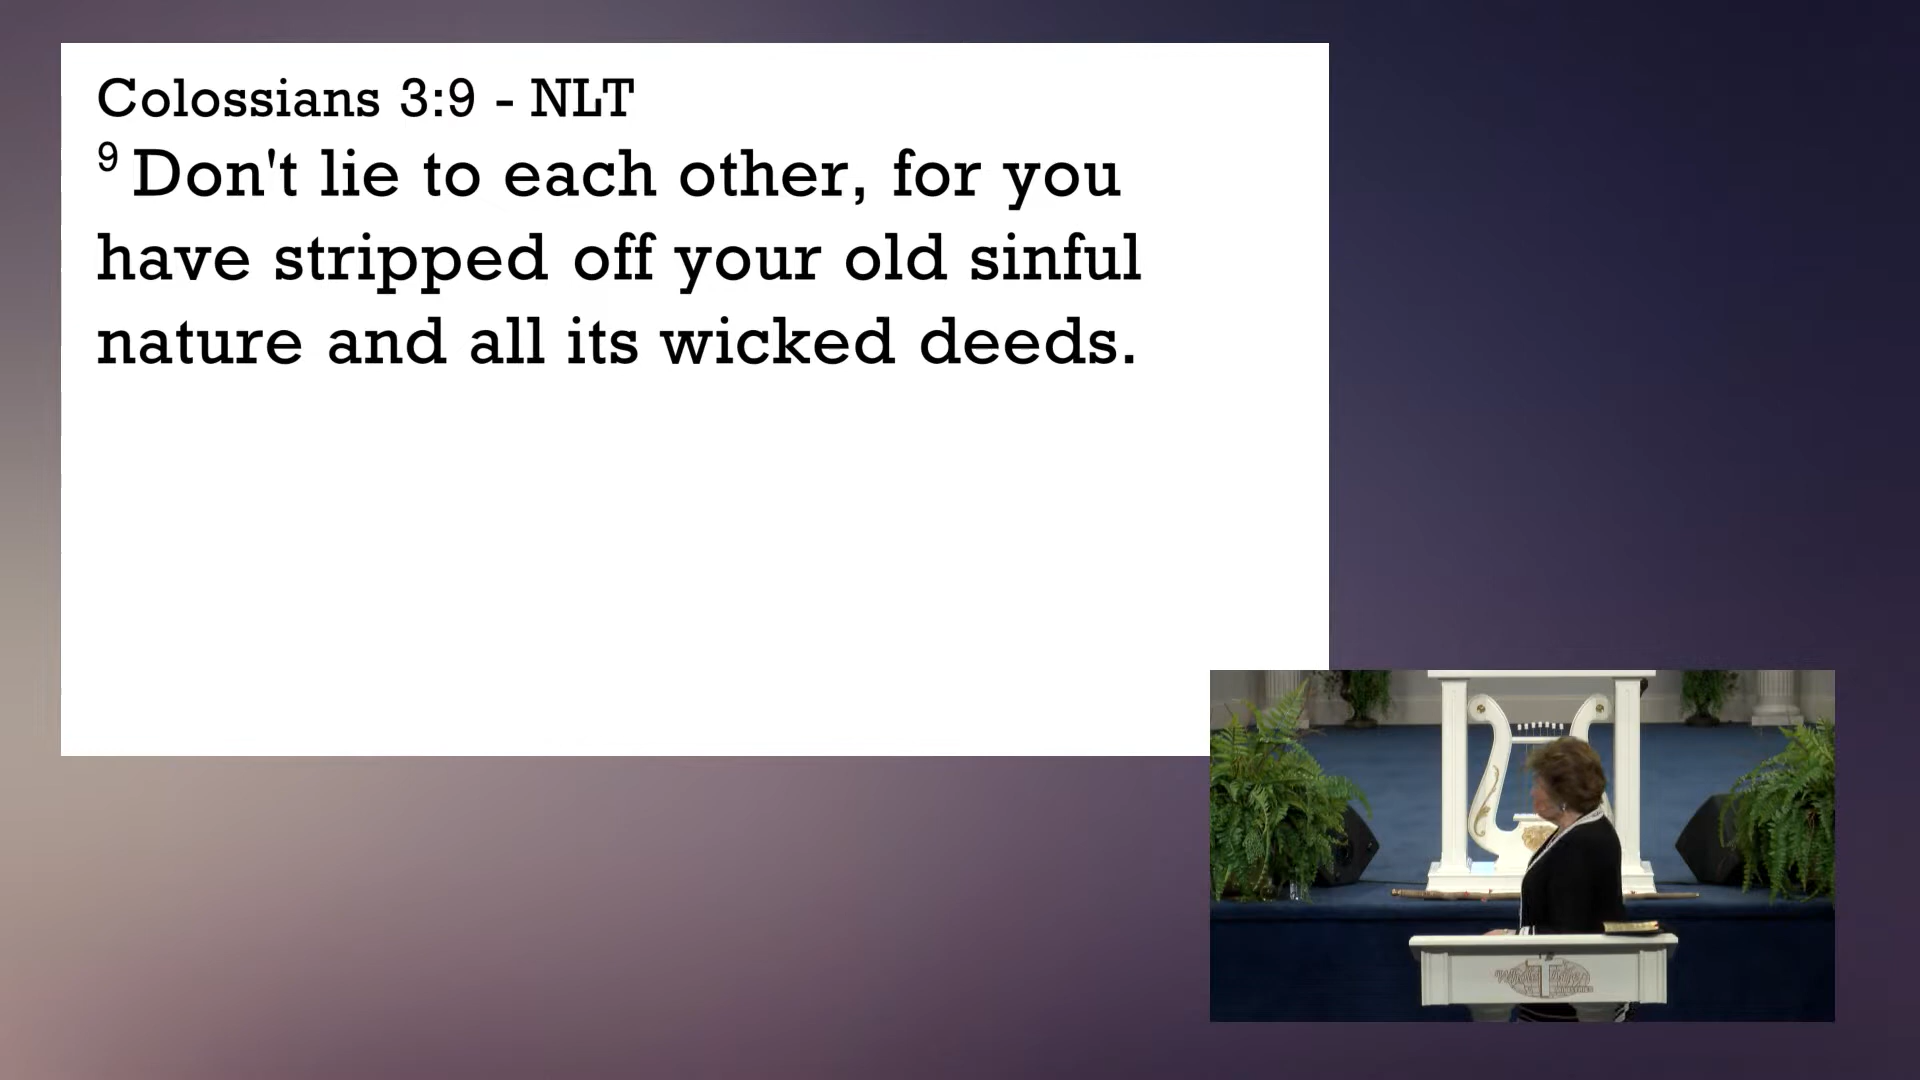 Colossians 3:9 - NLT
9 Don't lie to each other, for you
have stripped off your old sinful
nature and all its wicked deeds.